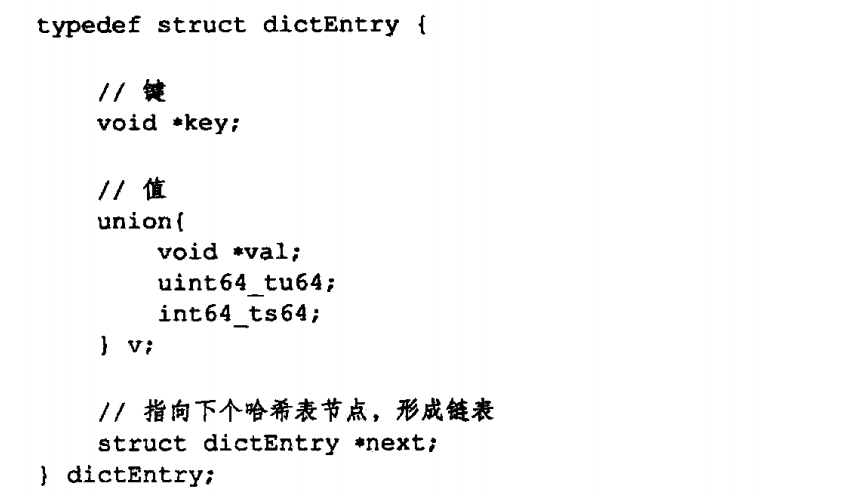 typedef struct dictEntry {
// 键
void *key;
// 值
union{
void *val;
uint64_tu64;
int64_ts64;
} v;
// 指向下个哈希表节点，形成链表
struct dictEntry *next;
} dictEntry;